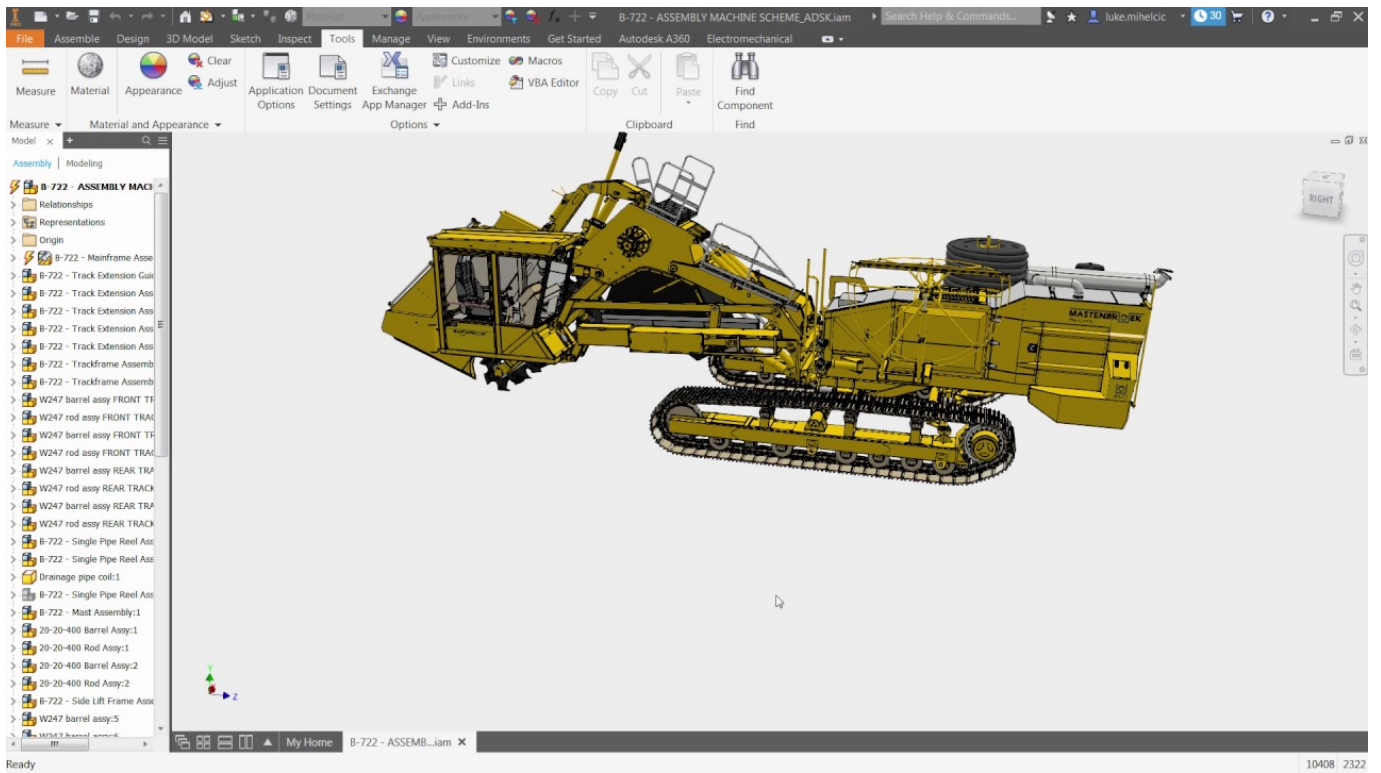 PRO
Material
Appearance
B-722 - ASSEMBLY MACHINE SCHEME_ADSK.iam
Search Help & Commands...
luke.mihelcic
30
File Assemble Design 3D Model Sketch Inspect Tools Manage View Environments Get Started Autodesk A360 Electromechanical
Measure
Material
Appearance
Clear
Adjust
Application Options
Document Settings
Exchange App Manager
Customize
Links
Add-Ins
Macros
VBA Editor
Copy
Cut
Paste
Find Component
Measure
Material and Appearance
Options
Clipboard
Find
Model
Assembly Modeling
B-722 - ASSEMBLY MACH
Relationships
Representations
Origin
B-722 - Mainframe Asse
B-722 - Track Extension Guid
B-722 - Track Extension Ass
B-722 - Track Extension Ass
B-722 - Track Extension Ass
B-722 - Track Extension Ass
B-722 - Trackframe Assemb
B-722 - Trackframe Assemb
W247 barrel assy FRONT TR
W247 rod assy FRONT TRAC
W247 barrel assy FRONT TR
W247 rod assy FRONT TRAC
W247 barrel assy REAR TRA
W247 rod assy REAR TRACK
W247 barrel assy REAR TRA
W247 rod assy REAR TRACK
B-722 - Single Pipe Reel Ass
B-722 - Single Pipe Reel Ass
Drainage pipe coil:1
B-722 - Single Pipe Reel Ass
B-722 - Mast Assembly:1
20-20-400 Barrel Assy:1
20-20-400 Rod Assy:1
20-20-400 Barrel Assy:2
20-20-400 Rod Assy:2
B-722 - Side Lift Frame Asse
W247 barrel assy:5
W247 barrel assy:6
MASTENBROEK
RIGHT
Y
Z
My Home
B-722 - ASSEMB...iam
Ready
10408 2322